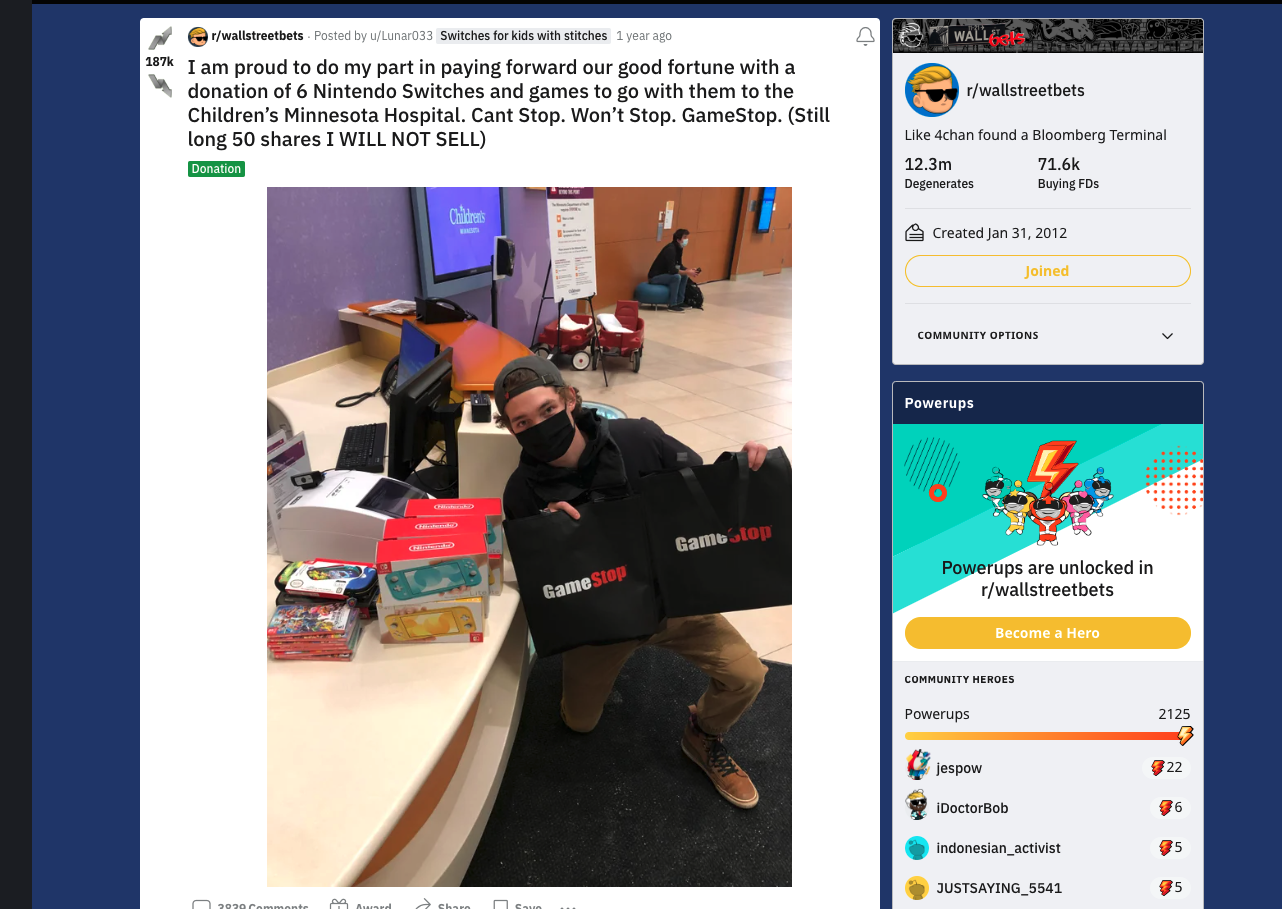 r/wallstreetbets · Posted by u/Lunar033 Switches for kids with stitches 1 year ago
187k
I am proud to do my part in paying forward our good fortune with a
donation of 6 Nintendo Switches and games to go with them to the
Children’s Minnesota Hospital. Cant Stop. Won’t Stop. GameStop. (Still
long 50 shares I WILL NOT SELL)
Donation
Children's
MINNESOTA
Nintendo
Nintendo
Nintendo
GameStop
GameStop
3839 Comments Award Share Save ...
WALL
bets
r/wallstreetbets
Like 4chan found a Bloomberg Terminal
12.3m 71.6k
Degenerates Buying FDs
Created Jan 31, 2012
Joined
COMMUNITY OPTIONS
Powerups
Powerups are unlocked in
r/wallstreetbets
Become a Hero
COMMUNITY HEROES
Powerups 2125
jespow 22
iDoctorBob 6
indonesian_activist 5
JUSTSAYING_5541 5